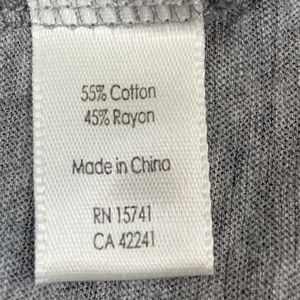 55% Cotton
45% Rayon
Made in China
RN 15741
CA 42241